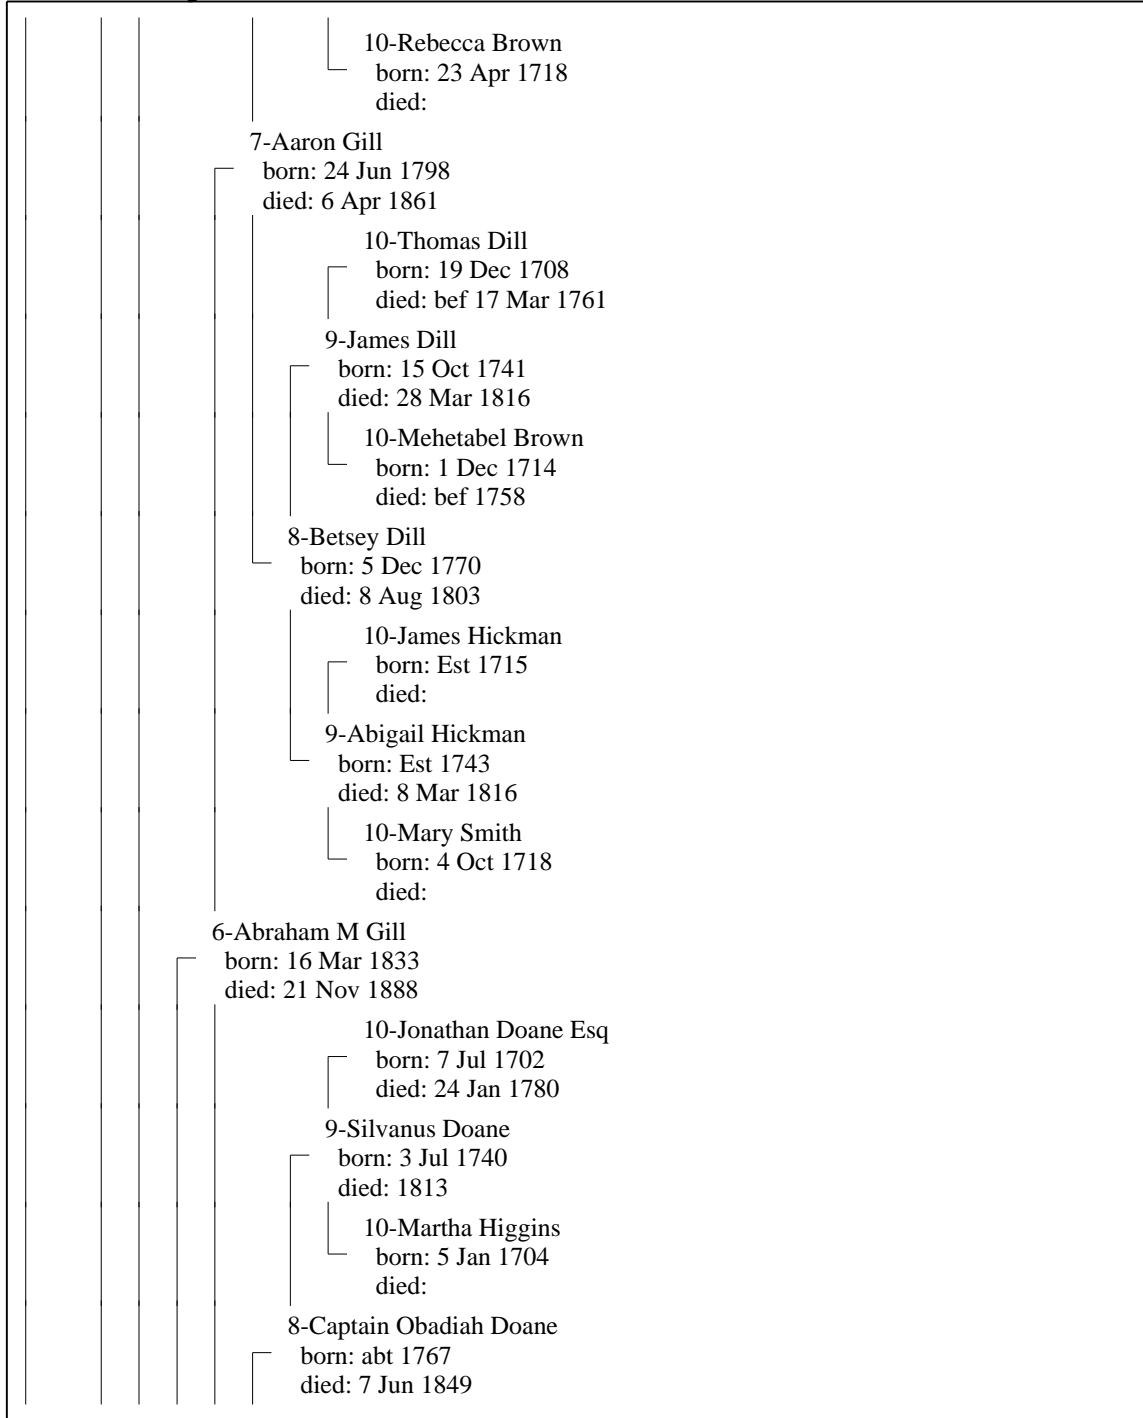 10-Rebecca Brown
born: 23 Apr 1718
died:
7-Aaron Gill
born: 24 Jun 1798
died: 6 Apr 1861
10-Thomas Dill
born: 19 Dec 1708
died: bef 17 Mar 1761
9-James Dill
born: 15 Oct 1741
died: 28 Mar 1816
10-Mehetabel Brown
born: 1 Dec 1714
died: bef 1758
8-Betsey Dill
born: 5 Dec 1770
died: 8 Aug 1803
10-James Hickman
born: Est 1715
died:
9-Abigail Hickman
born: Est 1743
died: 8 Mar 1816
10-Mary Smith
born: 4 Oct 1718
died:
6-Abraham M Gill
born: 16 Mar 1833
died: 21 Nov 1888
10-Jonathan Doane Esq
born: 7 Jul 1702
died: 24 Jan 1780
9-Silvanus Doane
born: 3 Jul 1740
died: 1813
10-Martha Higgins
born: 5 Jan 1704
died:
8-Captain Obadiah Doane
born: abt 1767
died: 7 Jun 1849